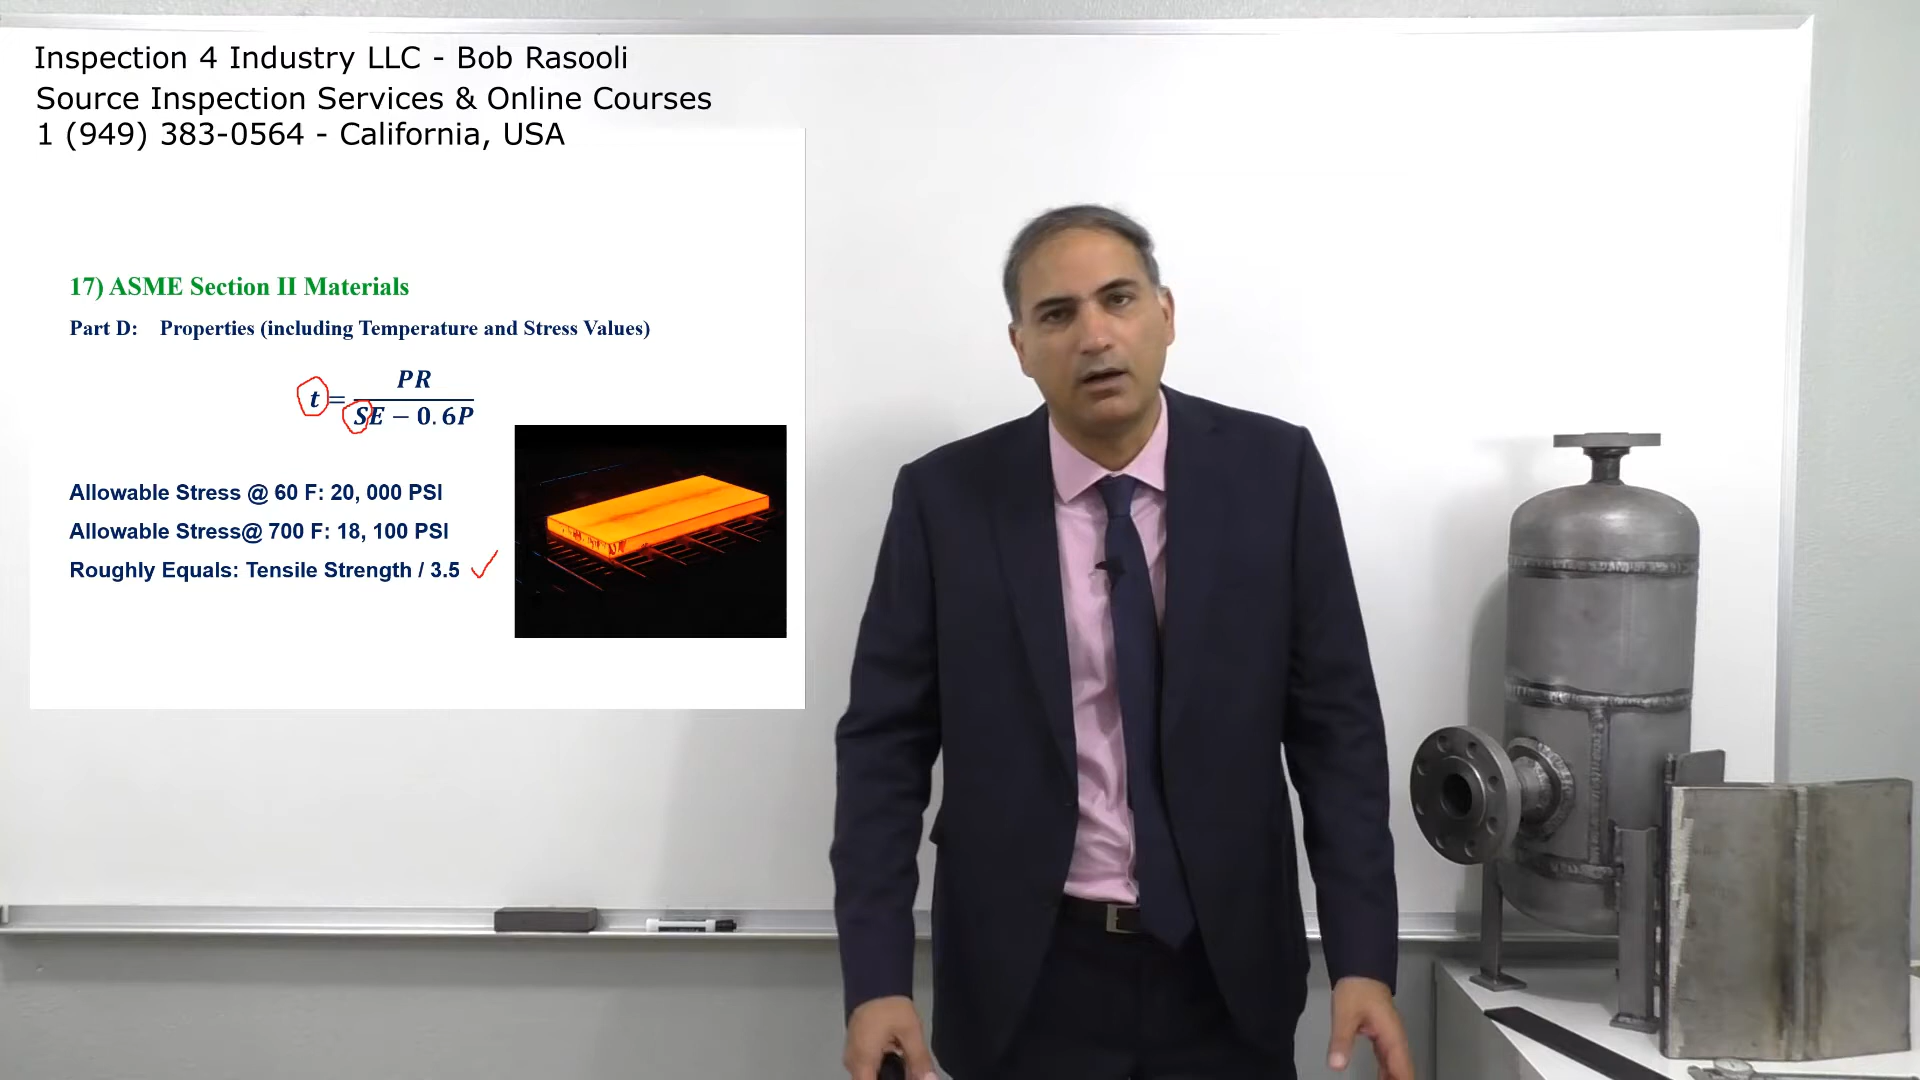 Inspection 4 Industry LLC - Bob Rasooli
Source Inspection Services & Online Courses
1 (949) 383-0564 - California, USA
17) ASME Section II Materials
Part D: Properties (including Temperature and Stress Values)
t = PR / SE − 0.6P
Allowable Stress @ 60 F: 20, 000 PSI
Allowable Stress@ 700 F: 18, 100 PSI
Roughly Equals: Tensile Strength / 3.5